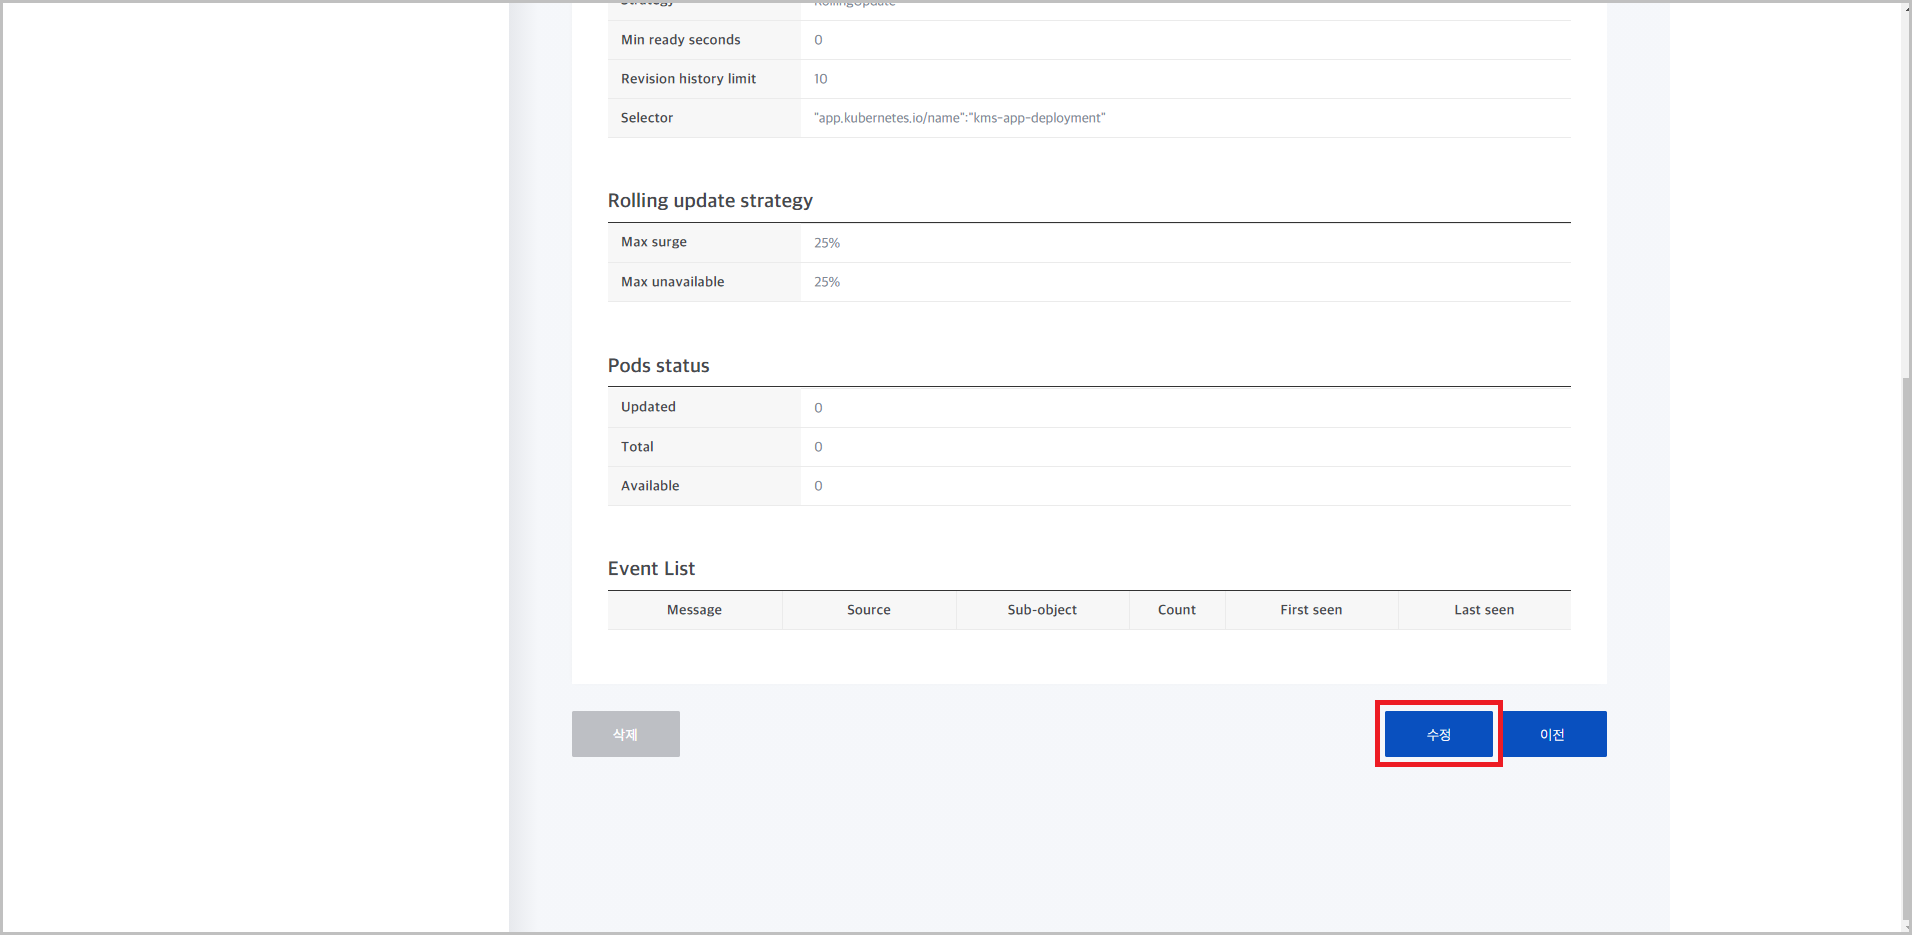 Strategy RollingUpdate
Min ready seconds 0
Revision history limit 10
Selector "app.kubernetes.io/name":"kms-app-deployment"
Rolling update strategy
Max surge 25%
Max unavailable 25%
Pods status
Updated 0
Total 0
Available 0
Event List
Message Source Sub-object Count First seen Last seen
삭제 수정 이전